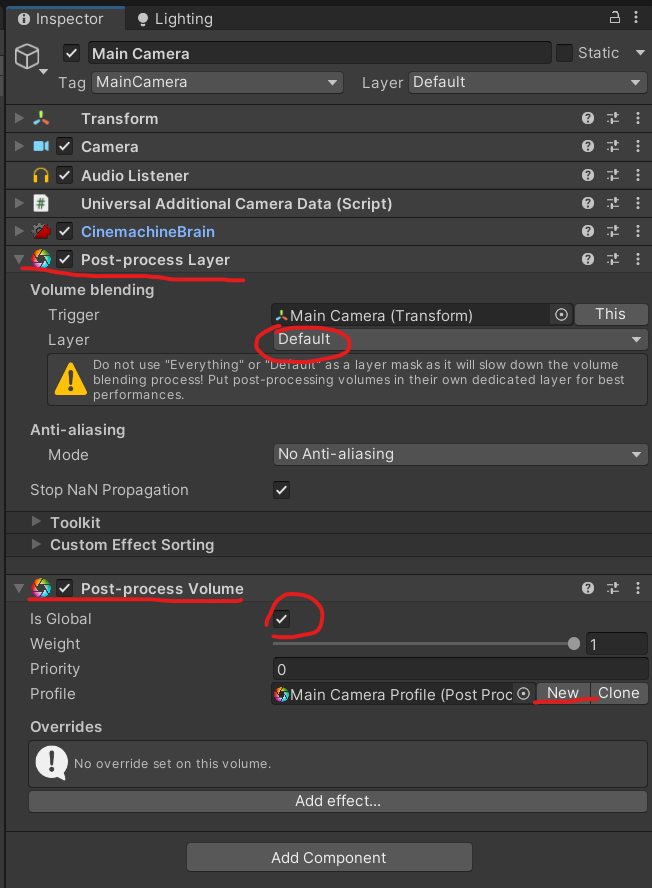 Inspector Lighting
Main Camera Static
Tag MainCamera Layer Default
Transform
Camera
Audio Listener
# Universal Additional Camera Data (Script)
CinemachineBrain
Post-process Layer
Volume blending
Trigger Main Camera (Transform) This
Layer Default
Do not use "Everything" or "Default" as a layer mask as it will slow down the volume
blending process! Put post-processing volumes in their own dedicated layer for best
performances.
Anti-aliasing
Mode No Anti-aliasing
Stop NaN Propagation
Toolkit
Custom Effect Sorting
Post-process Volume
Is Global
Weight 1
Priority 0
Profile Main Camera Profile (Post Proc New Clone
Overrides
No override set on this volume.
Add effect...
Add Component